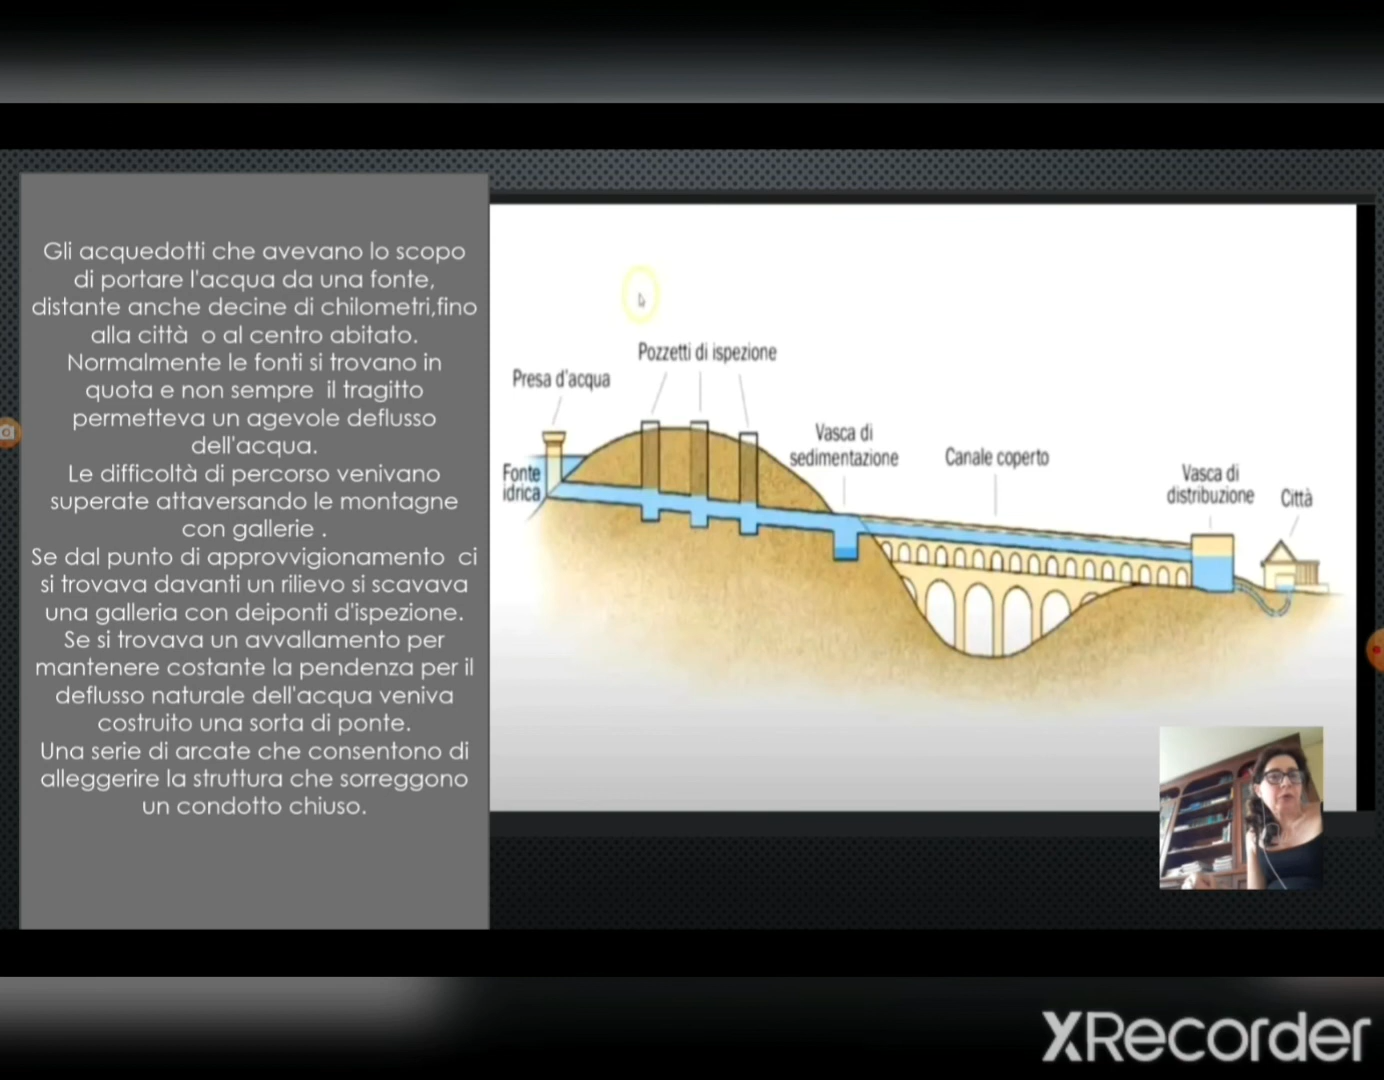 Gli acquedotti che avevano lo scopo
di portare l'acqua da una fonte,
distante anche decine di chilometri,fino
alla città o al centro abitato.
Normalmente le fonti si trovano in
quota e non sempre il tragitto
permetteva un agevole deflusso
dell'acqua.
Le difficoltà di percorso venivano
superate attaversando le montagne
con gallerie .
Se dal punto di approvvigionamento ci
si trovava davanti un rilievo si scavava
una galleria con deiponti d'ispezione.
Se si trovava un avvallamento per
mantenere costante la pendenza per il
deflusso naturale dell'acqua veniva
costruito una sorta di ponte.
Una serie di arcate che consentono di
alleggerire la struttura che sorreggono
un condotto chiuso.
Pozzetti di ispezione
Presa d'acqua
Fonte
idrica
Vasca di
sedimentazione
Canale coperto
Vasca di
distribuzione
Città
XRecorder